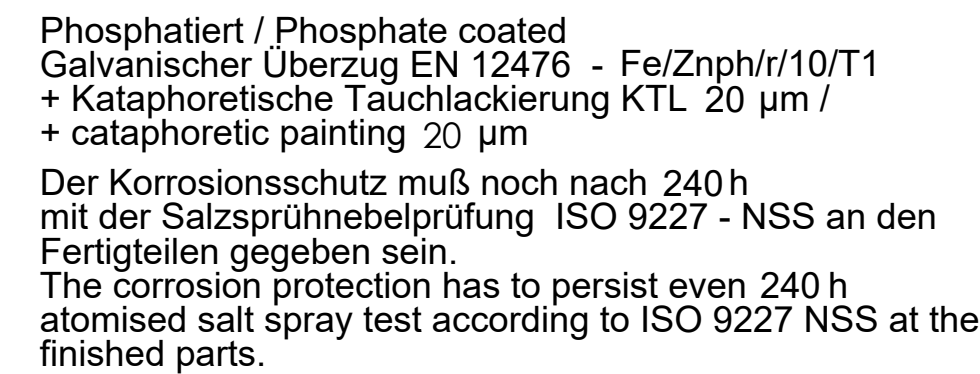 Phosphatiert / Phosphate coated
Galvanischer Überzug EN 12476 - Fe/Znph/r/10/T1
+ Kataphoretische Tauchlackierung KTL 20 µm /
+ cataphoretic painting 20 µm
Der Korrosionsschutz muß noch nach 240 h
mit der Salzsprühnebelprüfung ISO 9227 - NSS an den
Fertigteilen gegeben sein.
The corrosion protection has to persist even 240 h
atomised salt spray test according to ISO 9227 NSS at the
finished parts.